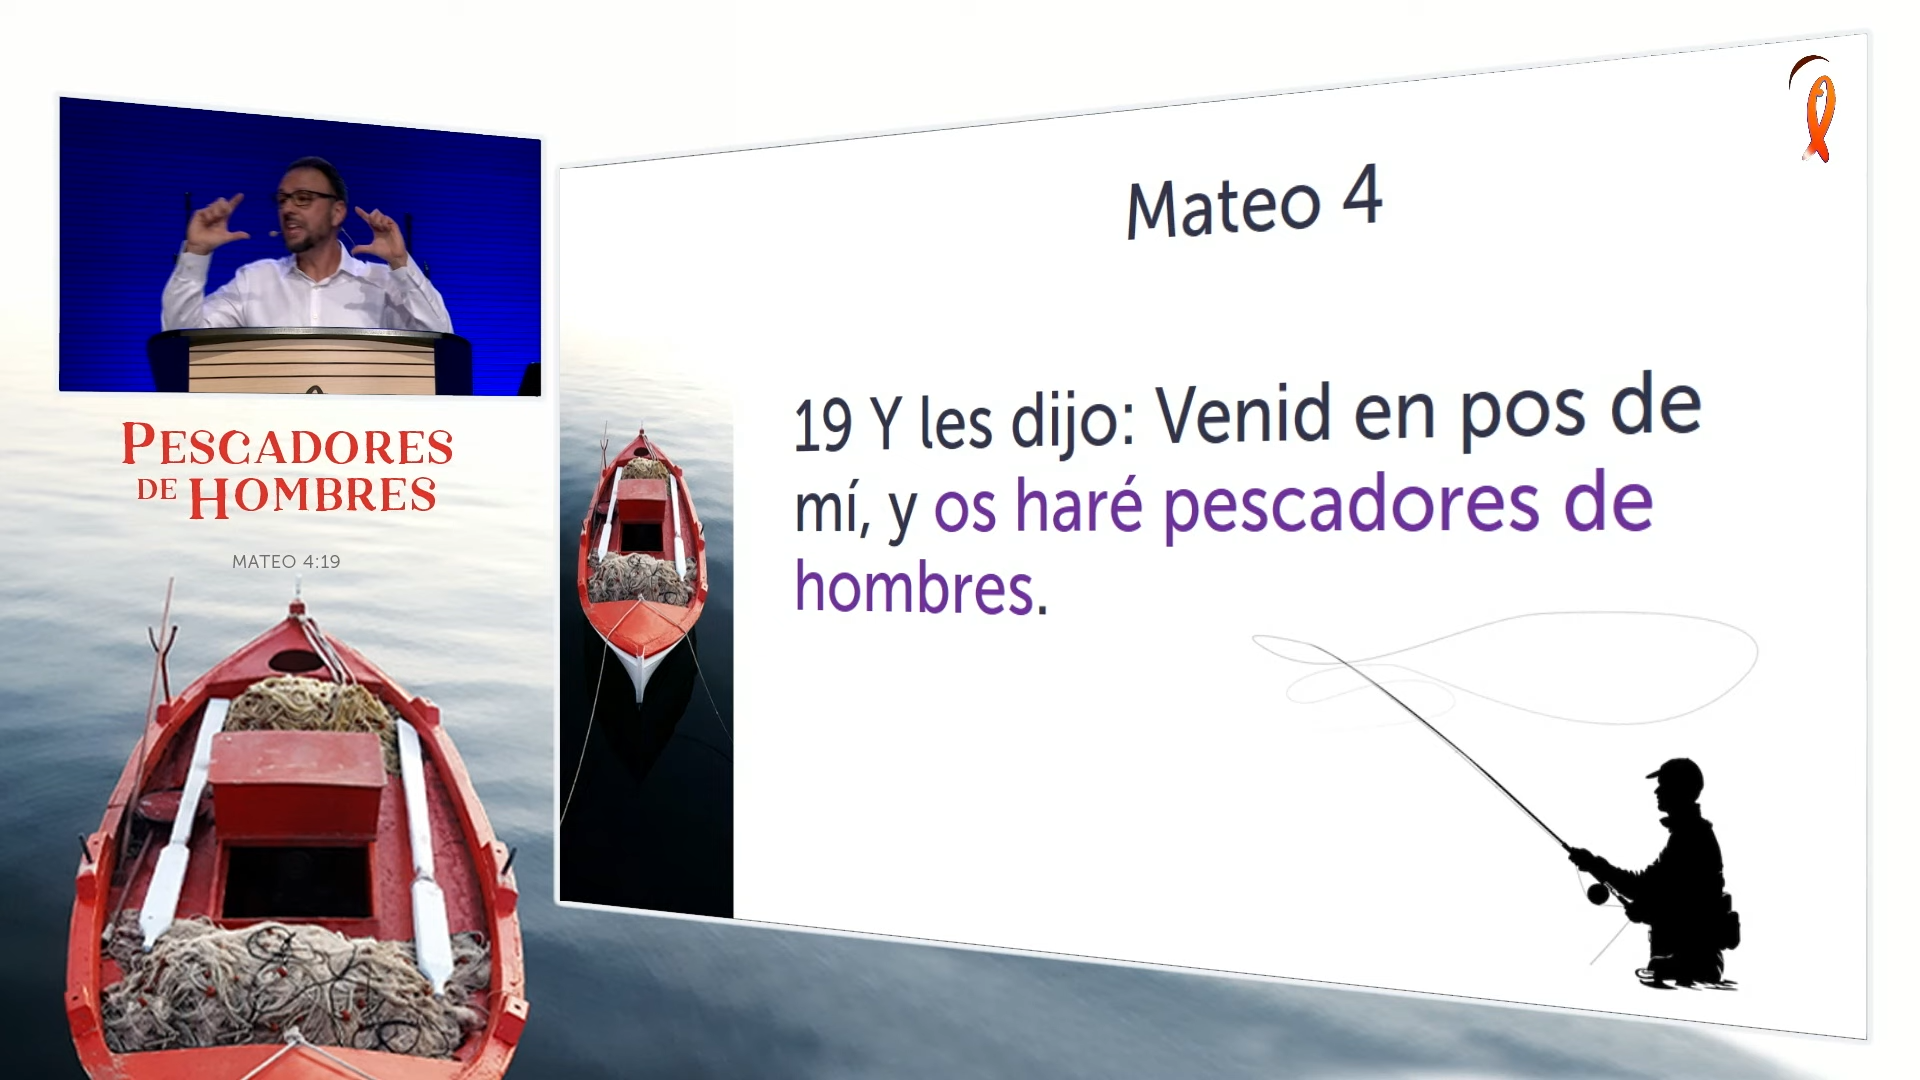 PESCADORES
DE HOMBRES
MATEO 4:19
Mateo 4
19 Y les dijo: Venid en pos de
mí, y os haré pescadores de
hombres.